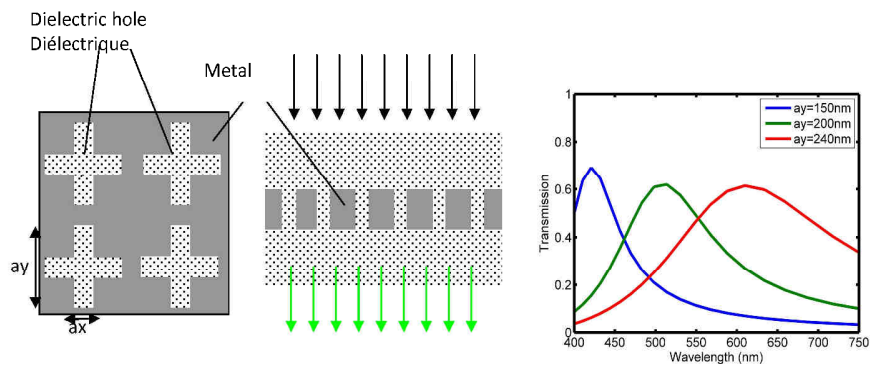 Dielectric hole
Diélectrique
Metal
ay
ax
1
0.8
0.6
0.4
0.2
0
Transmission
ay=150nm
ay=200nm
ay=240nm
400 450 500 550 600 650 700 750
Wavelength (nm)